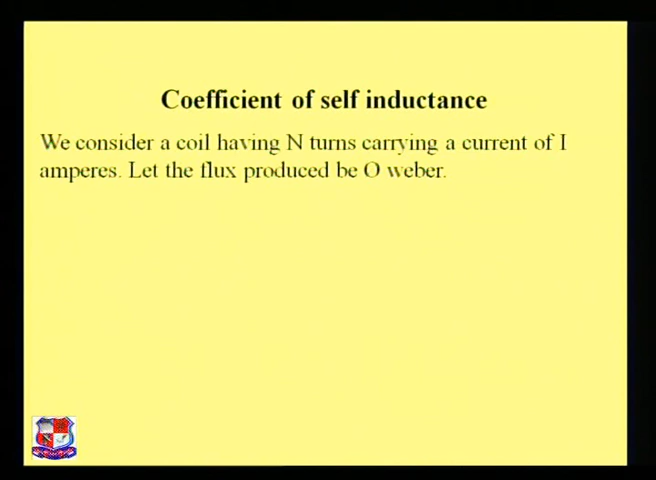 Coefficient of self inductance
We consider a coil having N turns carrying a current of I
amperes. Let the flux produced be O weber.